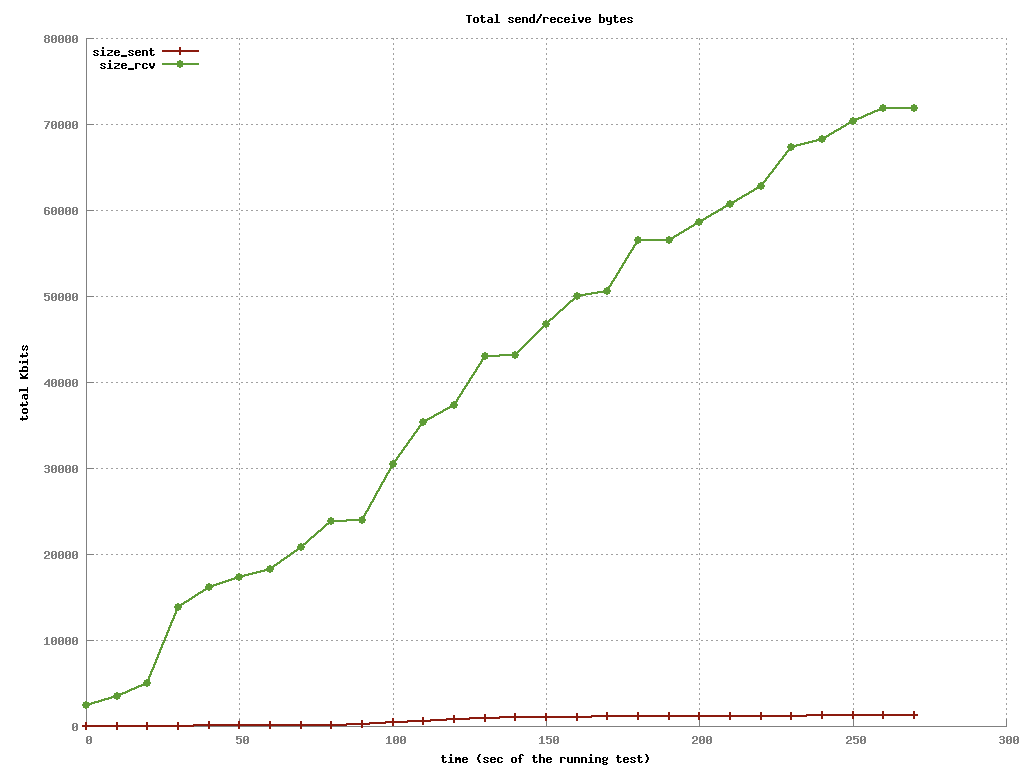 Total send/receive bytes
80000
size_sent
size_rcv
70000
60000
50000
40000
total Kbits
30000
20000
10000
0
0 50 100 150 200 250 300
time (sec of the running test)